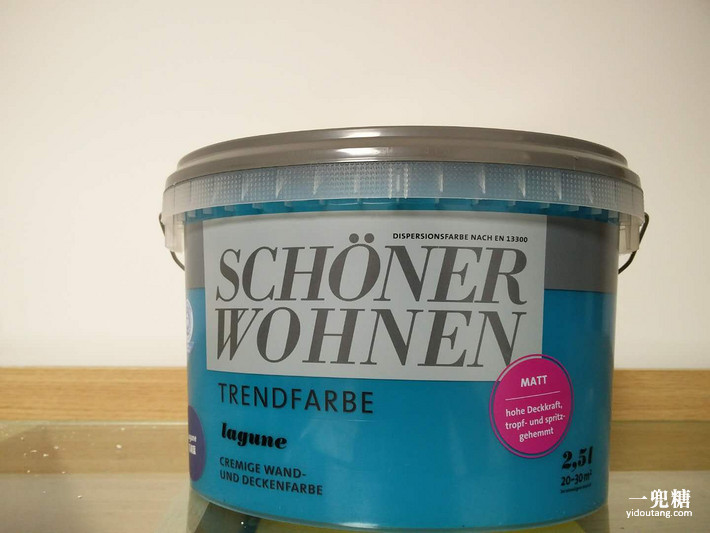 DISPERSIONSFARBE NACH EN 13300
SCHÖNER
WOHNEN
TRENDFARBE
lagune
CREMIGE WAND-
UND DECKENFARBE
MATT
hohe Deckkraft,
tropf- und spritz-
gehemmt
2,5 l
20-30 m²
一兜糖
yidoutang.com